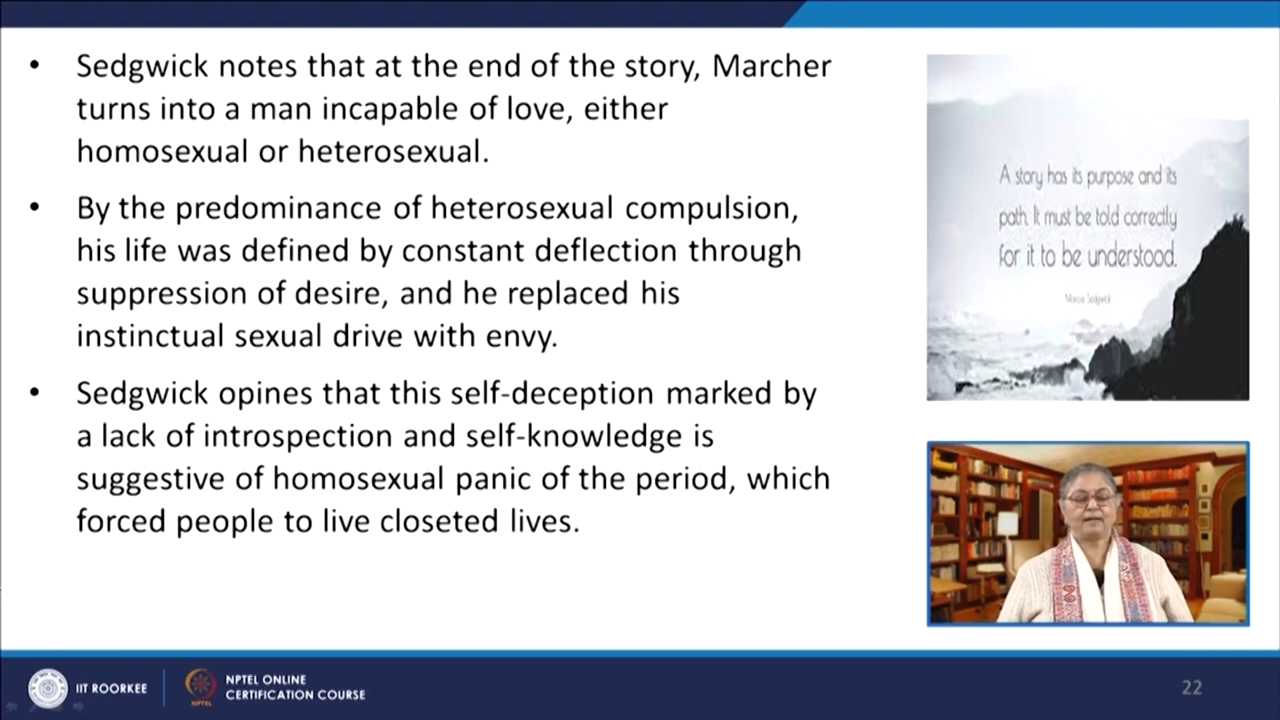 • Sedgwick notes that at the end of the story, Marcher
turns into a man incapable of love, either
homosexual or heterosexual.
• By the predominance of heterosexual compulsion,
his life was defined by constant deflection through
suppression of desire, and he replaced his
instinctual sexual drive with envy.
• Sedgwick opines that this self-deception marked by
a lack of introspection and self-knowledge is
suggestive of homosexual panic of the period, which
forced people to live closeted lives.
A story has its purpose and its
path. It must be told correctly
for it to be understood.
Marcus Sedgwick
IIT ROORKEE
NPTEL
NPTEL ONLINE
CERTIFICATION COURSE
22